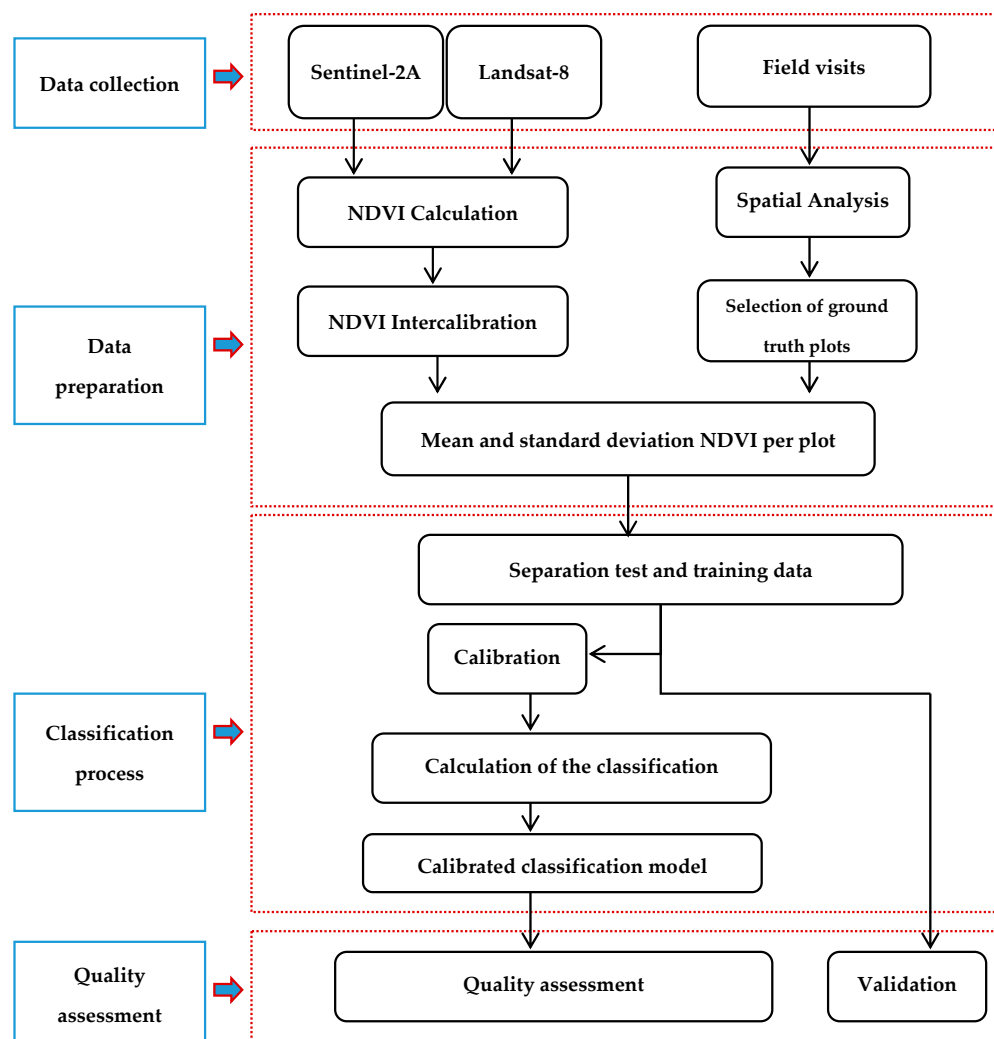 Data collection
Sentinel-2A
Landsat-8
Field visits
Data
preparation
NDVI Calculation
Spatial Analysis
NDVI Intercalibration
Selection of ground
truth plots
Mean and standard deviation NDVI per plot
Classification
process
Separation test and training data
Calibration
Calculation of the classification
Calibrated classification model
Quality
assessment
Quality assessment
Validation